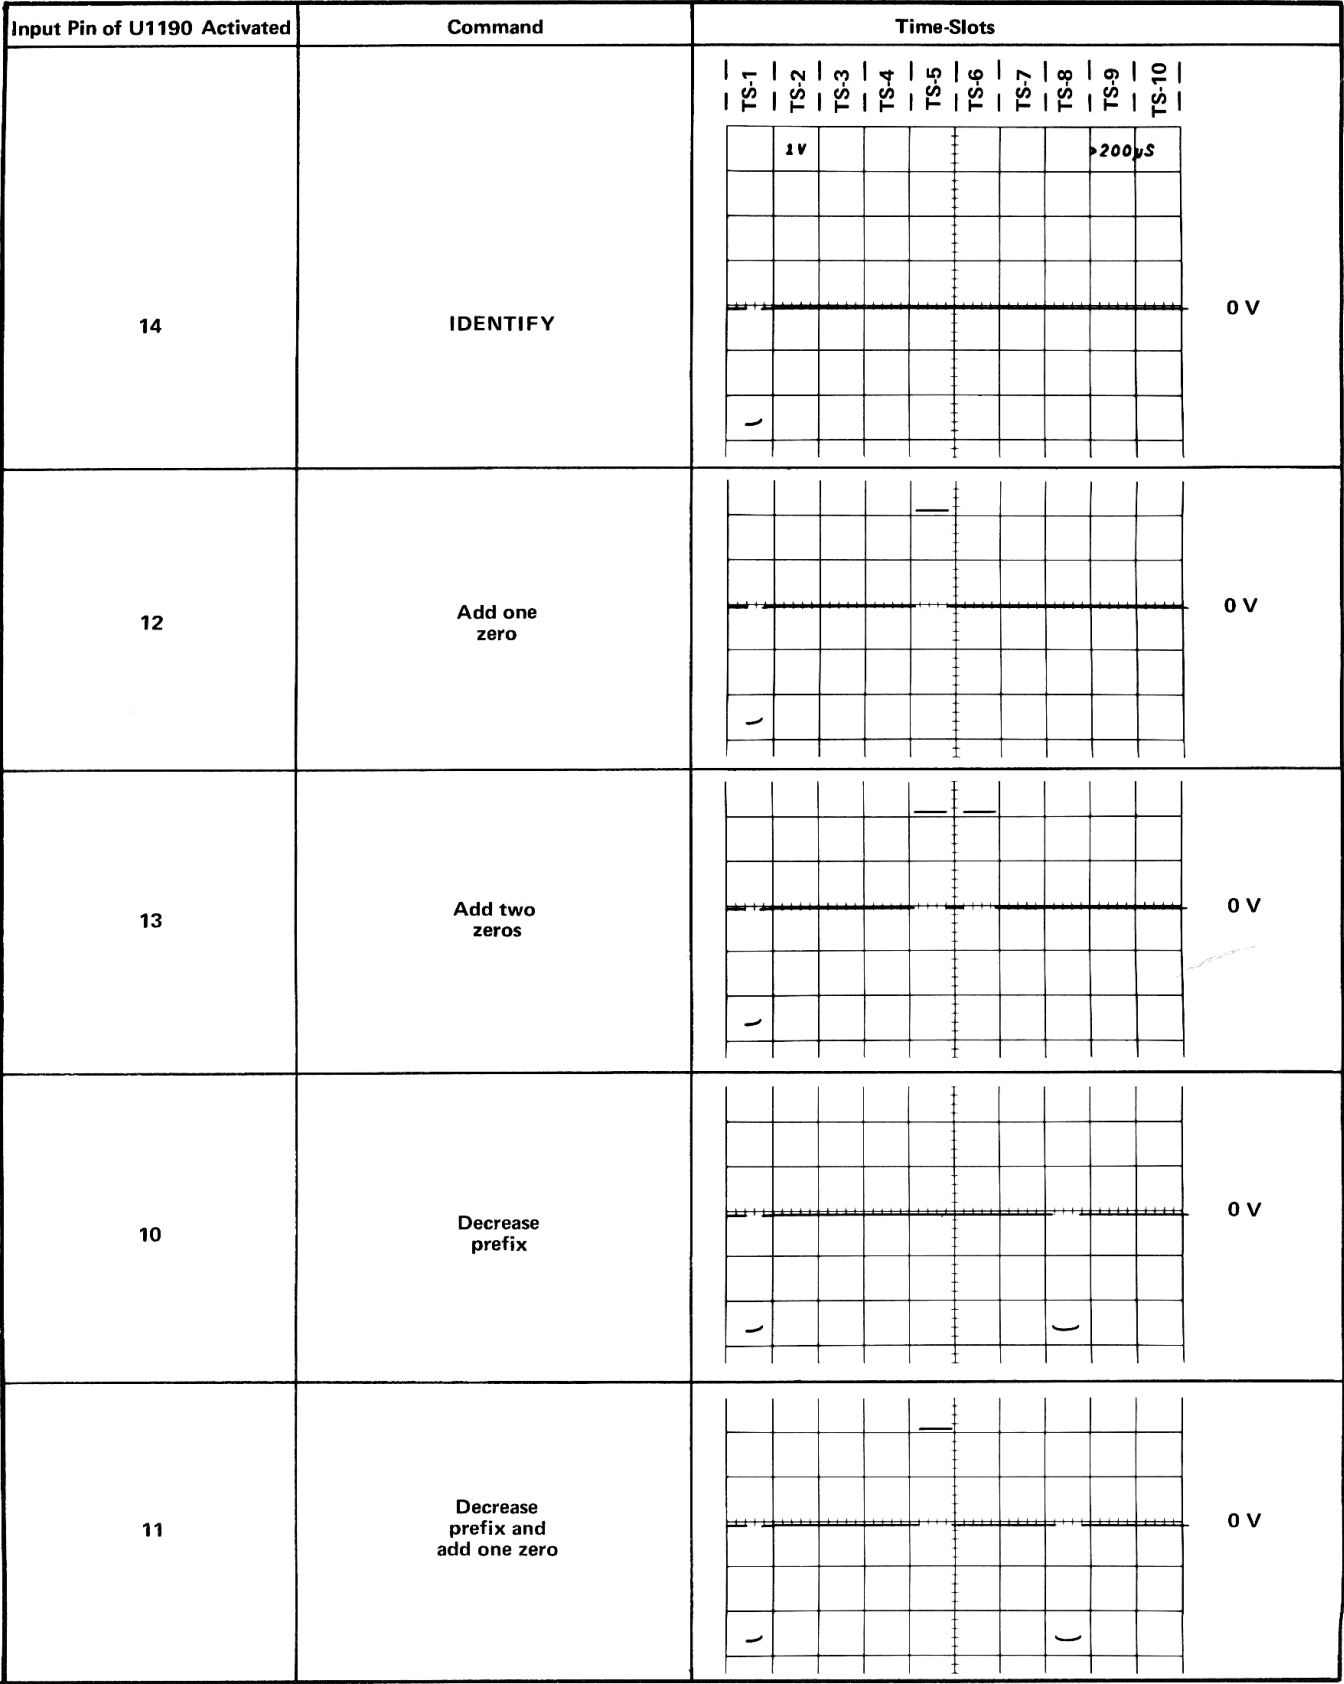 Input Pin of U1190 Activated
Command
Time-Slots
TS-1
TS-2
TS-3
TS-4
TS-5
TS-6
TS-7
TS-8
TS-9
TS-10
1V
>200μS
14
IDENTIFY
0 V
12
Add one
zero
0 V
13
Add two
zeros
0 V
10
Decrease
prefix
0 V
11
Decrease
prefix and
add one zero
0 V